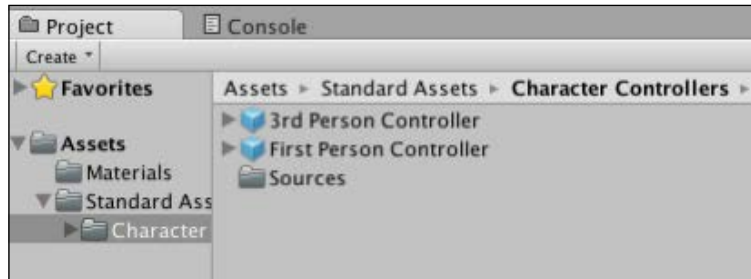 Project
Console
Create
Favorites
Assets
Materials
Standard Ass
Character
Assets ▸ Standard Assets ▸ Character Controllers ▸
3rd Person Controller
First Person Controller
Sources